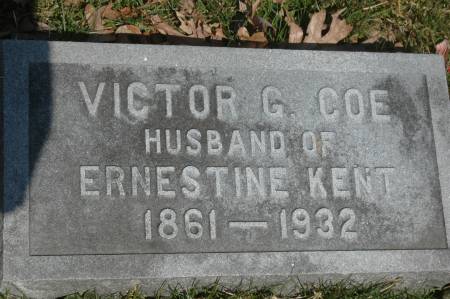 VICTOR G. COE
HUSBAND OF
ERNESTINE KENT
1861 — 1932